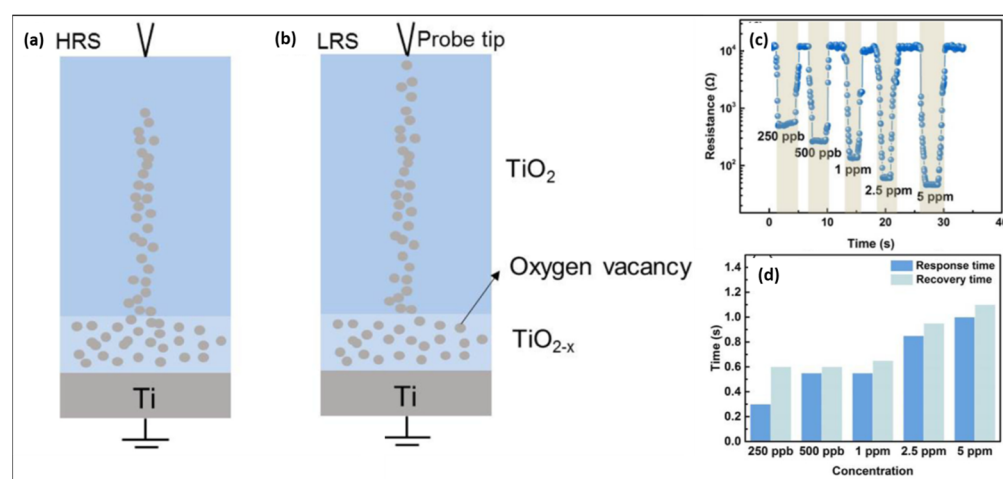 (a) HRS
(b) LRS
Probe tip
TiO2
Oxygen vacancy
TiO2-x
Ti
Ti
(c)
Resistance (Ω)
10^4
10^3
10^2
250 ppb
500 ppb
1 ppm
2.5 ppm
5 ppm
0 10 20 30 40
Time (s)
(d)
Response time
Recovery time
Time (s)
1.4
1.2
1.0
0.8
0.6
0.4
0.2
0.0
250 ppb 500 ppb 1 ppm 2.5 ppm 5 ppm
Concentration